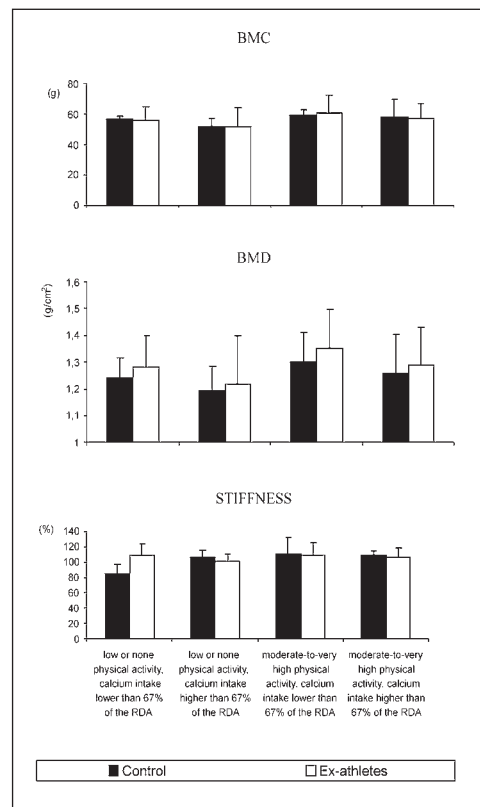 BMC
(g)
80
60
40
20
0
BMD
(g/cm²)
1,6
1,5
1,4
1,3
1,2
1,1
1
STIFFNESS
(%)
140
120
100
80
60
40
20
0
low or none
physical activity,
calcium intake
lower than 67%
of the RDA
low or none
physical activity,
calcium intake
higher than 67%
of the RDA
moderate-to-very
high physical
activity. calcium
intake lower than
67% of the RDA
moderate-to-very
high physical
activity. calcium
intake higher than
67% of the RDA
Control
Ex-athletes